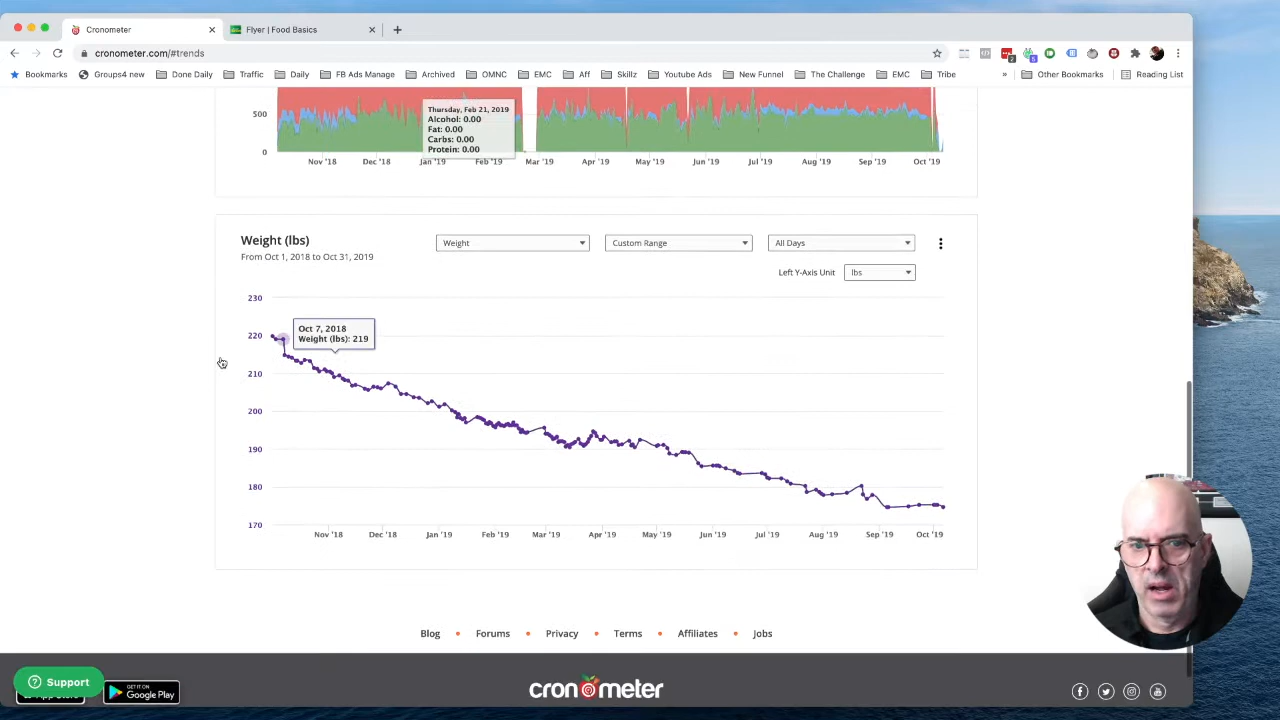 Cronometer
Flyer | Food Basics
cronometer.com/#trends
2
5
Bookmarks
Groups4 new
Done Daily
Traffic
Daily
FB Ads Manage
Archived
OMNC
EMC
Aff
Skillz
Youtube Ads
New Funnel
The Challenge
EMC
Tribe
»
Other Bookmarks
Reading List
500
0
Thursday, Feb 21, 2019
Alcohol: 0.00
Fat: 0.00
Carbs: 0.00
Protein: 0.00
Nov '18 Dec '18 Jan '19 Feb '19 Mar '19 Apr '19 May '19 Jun '19 Jul '19 Aug '19 Sep '19 Oct '19
Weight (lbs)
From Oct 1, 2018 to Oct 31, 2019
Weight
Custom Range
All Days
Left Y-Axis Unit
lbs
230
220
210
200
190
180
170
Oct 7, 2018
Weight (lbs): 219
Nov '18 Dec '18 Jan '19 Feb '19 Mar '19 Apr '19 May '19 Jun '19 Jul '19 Aug '19 Sep '19 Oct '19
Blog • Forums • Privacy • Terms • Affiliates • Jobs
Support
GET IT ON
Google Play
cronometer